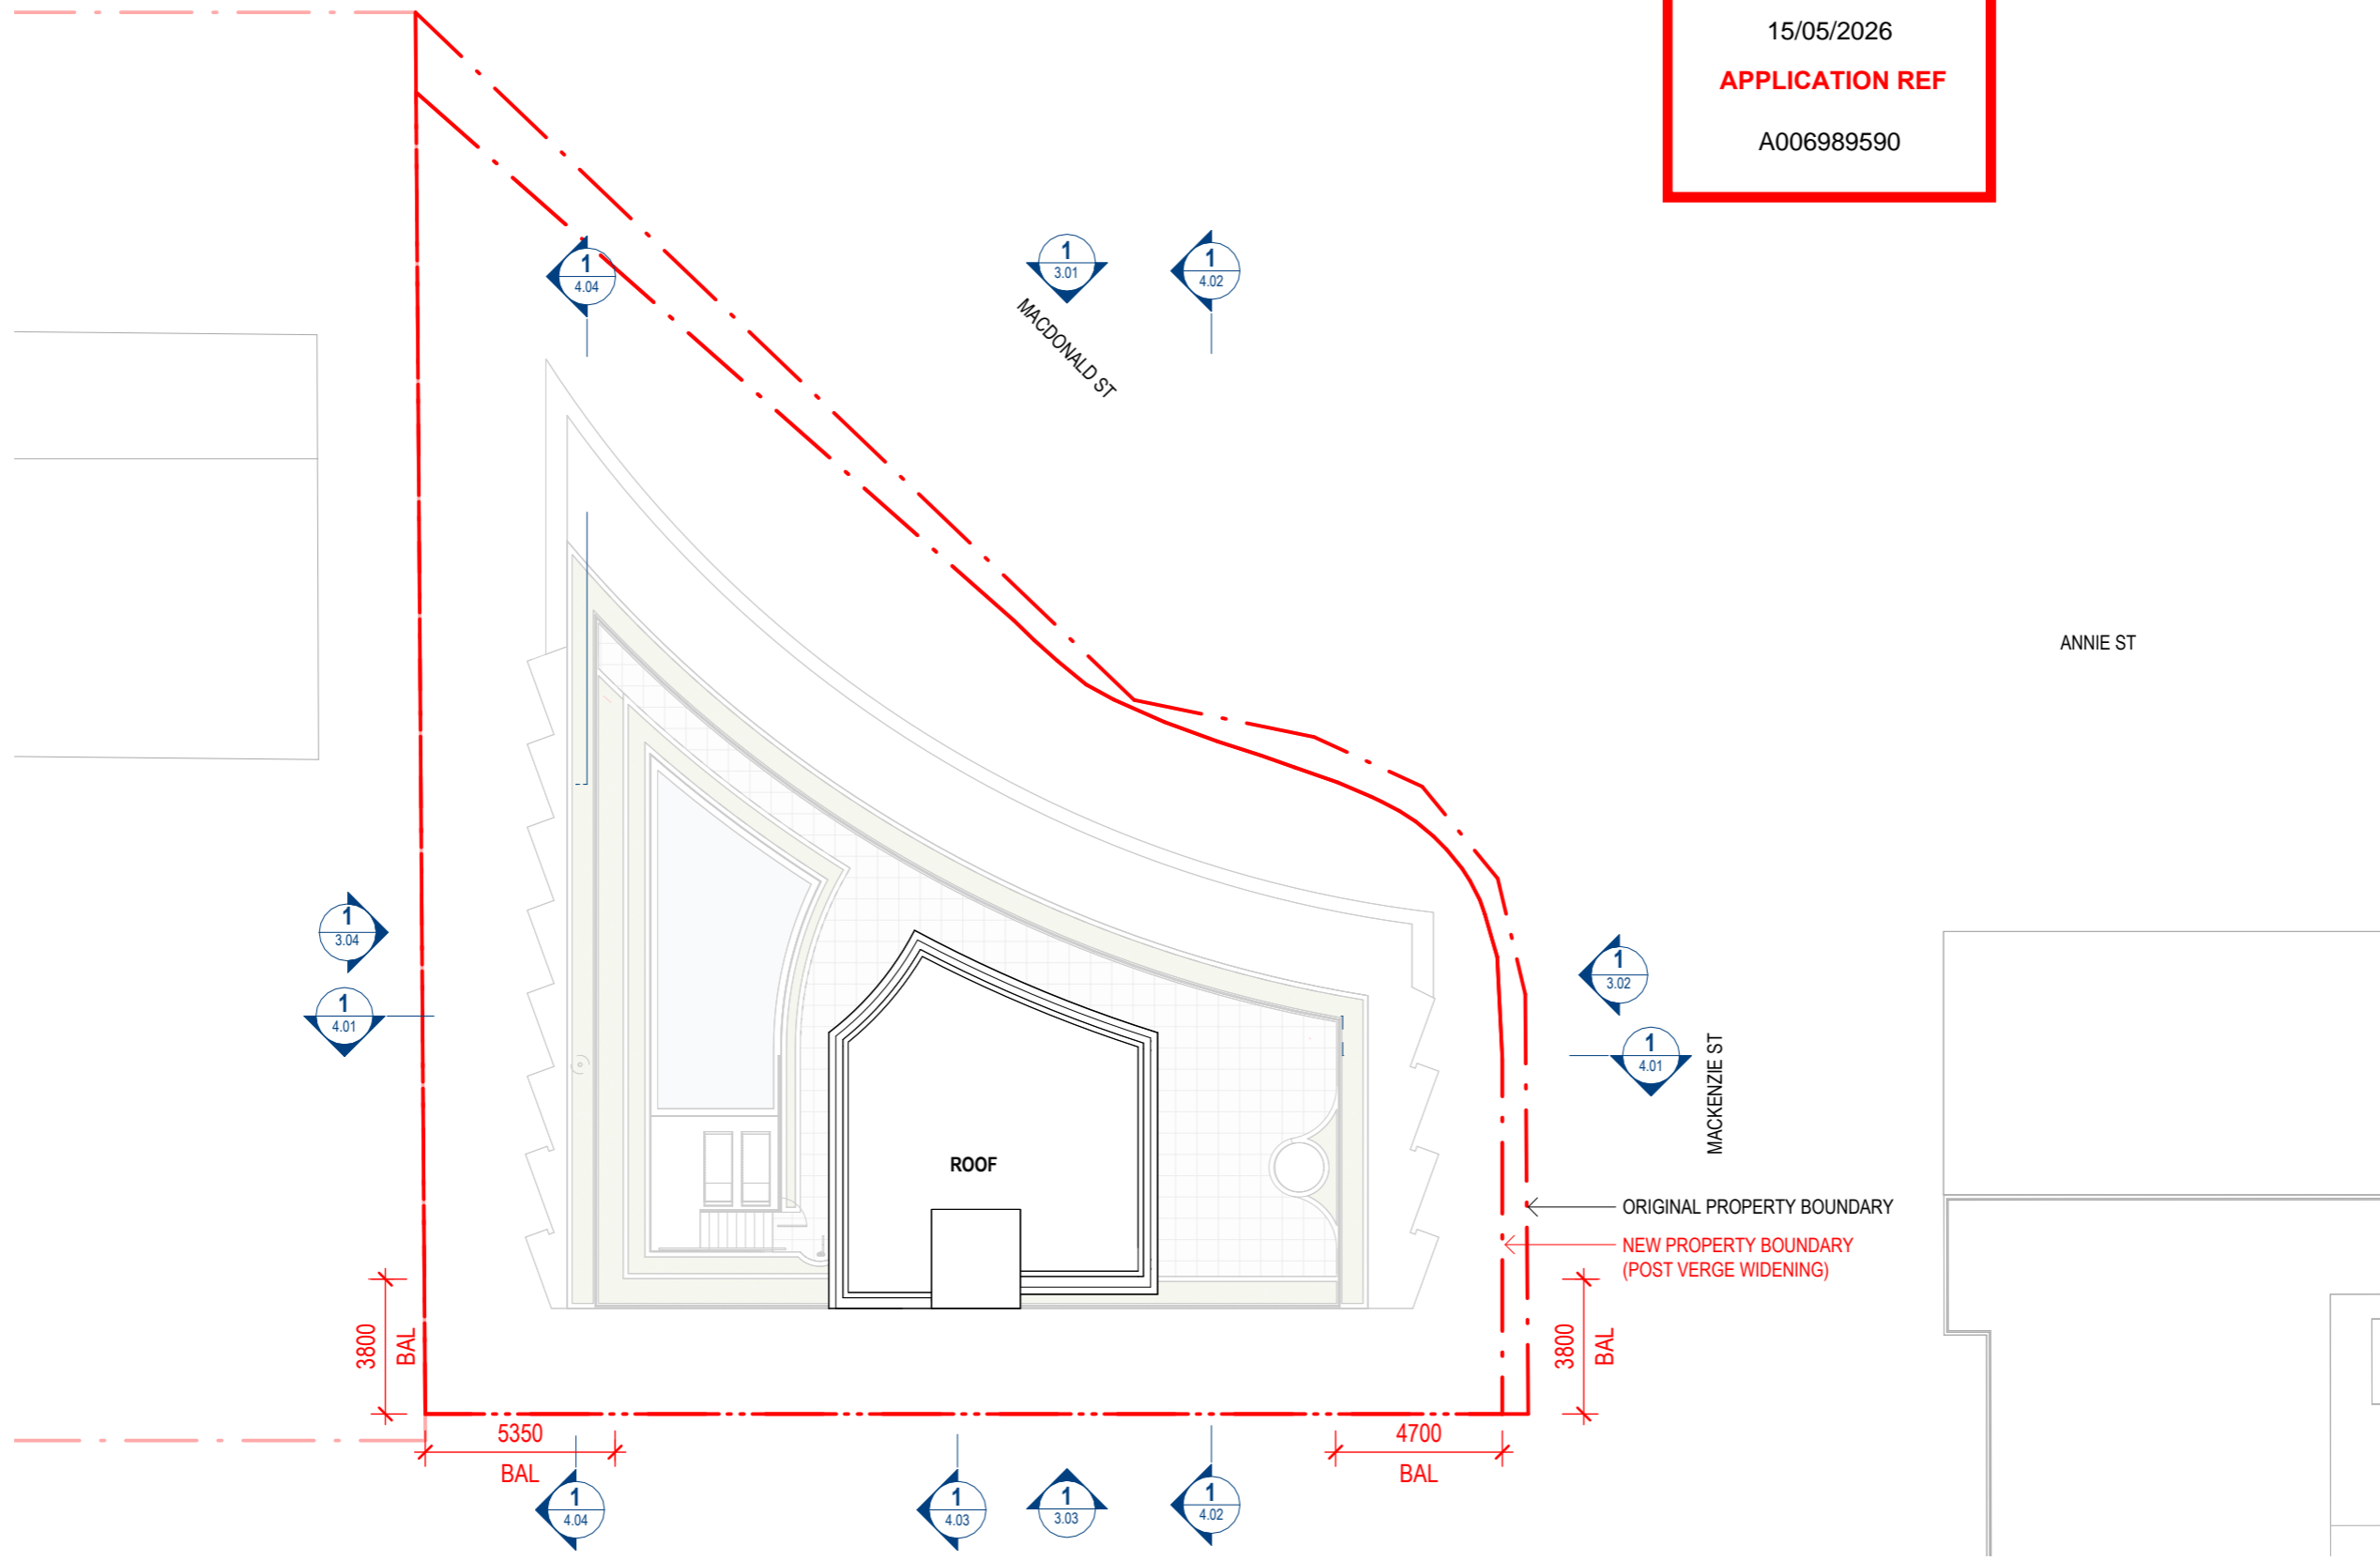 15/05/2026
APPLICATION REF
A006989590
1
4.04
1
3.01
1
4.02
MACDONALD ST
ANNIE ST
1
3.04
1
4.01
1
3.02
1
4.01
MACKENZIE ST
ROOF
ORIGINAL PROPERTY BOUNDARY
NEW PROPERTY BOUNDARY
(POST VERGE WIDENING)
3800
BAL
3800
BAL
5350
BAL
4700
BAL
1
4.04
1
4.03
1
3.03
1
4.02